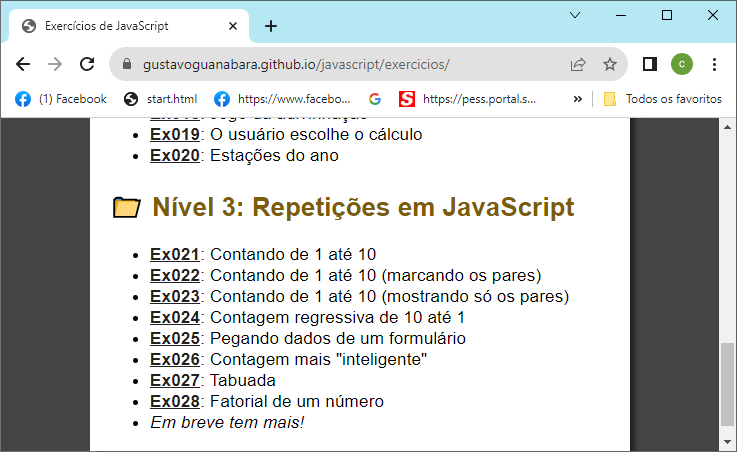 Exercícios de JavaScript
gustavoguanabara.github.io/javascript/exercicios/
c
(1) Facebook
start.html
https://www.facebo...
G
S
https://pess.portal.s...
»
Todos os favoritos
Ex019: O usuário escolhe o cálculo
Ex020: Estações do ano
Nível 3: Repetições em JavaScript
Ex021: Contando de 1 até 10
Ex022: Contando de 1 até 10 (marcando os pares)
Ex023: Contando de 1 até 10 (mostrando só os pares)
Ex024: Contagem regressiva de 10 até 1
Ex025: Pegando dados de um formulário
Ex026: Contagem mais "inteligente"
Ex027: Tabuada
Ex028: Fatorial de um número
Em breve tem mais!